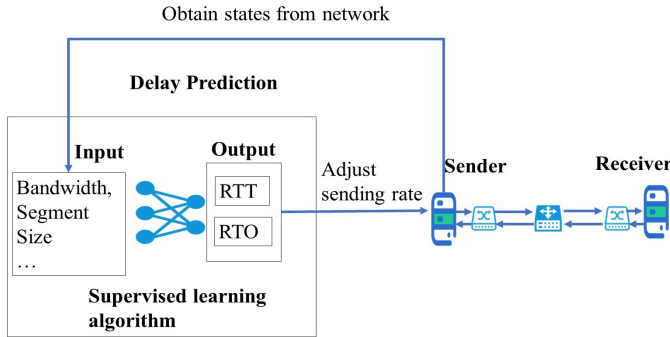 Obtain states from network
Delay Prediction
Input
Bandwidth,
Segment
Size
…
Output
RTT
RTO
Supervised learning
algorithm
Adjust
sending rate
Sender
Receiver